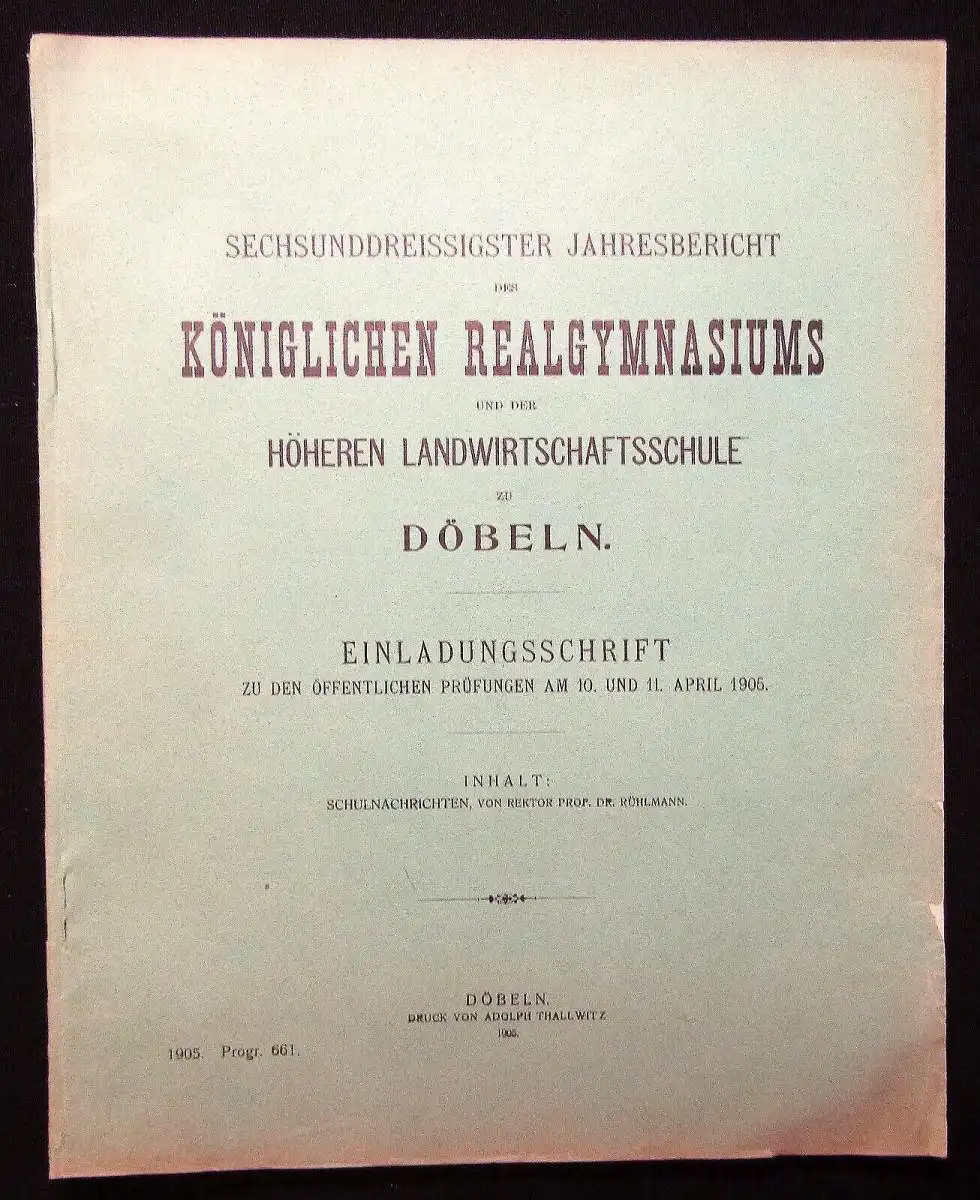 SECHSUNDDREISSIGSTER JAHRESBERICHT
DES
KÖNIGLICHEN REALGYMNASIUMS
UND DER
HÖHEREN LANDWIRTSCHAFTSSCHULE
ZU
DÖBELN.
EINLADUNGSSCHRIFT
ZU DEN ÖFFENTLICHEN PRÜFUNGEN AM 10. UND 11. APRIL 1905.
INHALT:
SCHULNACHRICHTEN, VON REKTOR PROF. DR. RÜHLMANN.
DÖBELN.
DRUCK VON ADOLPH THALLWITZ
1905.
1905. Progr. 661.